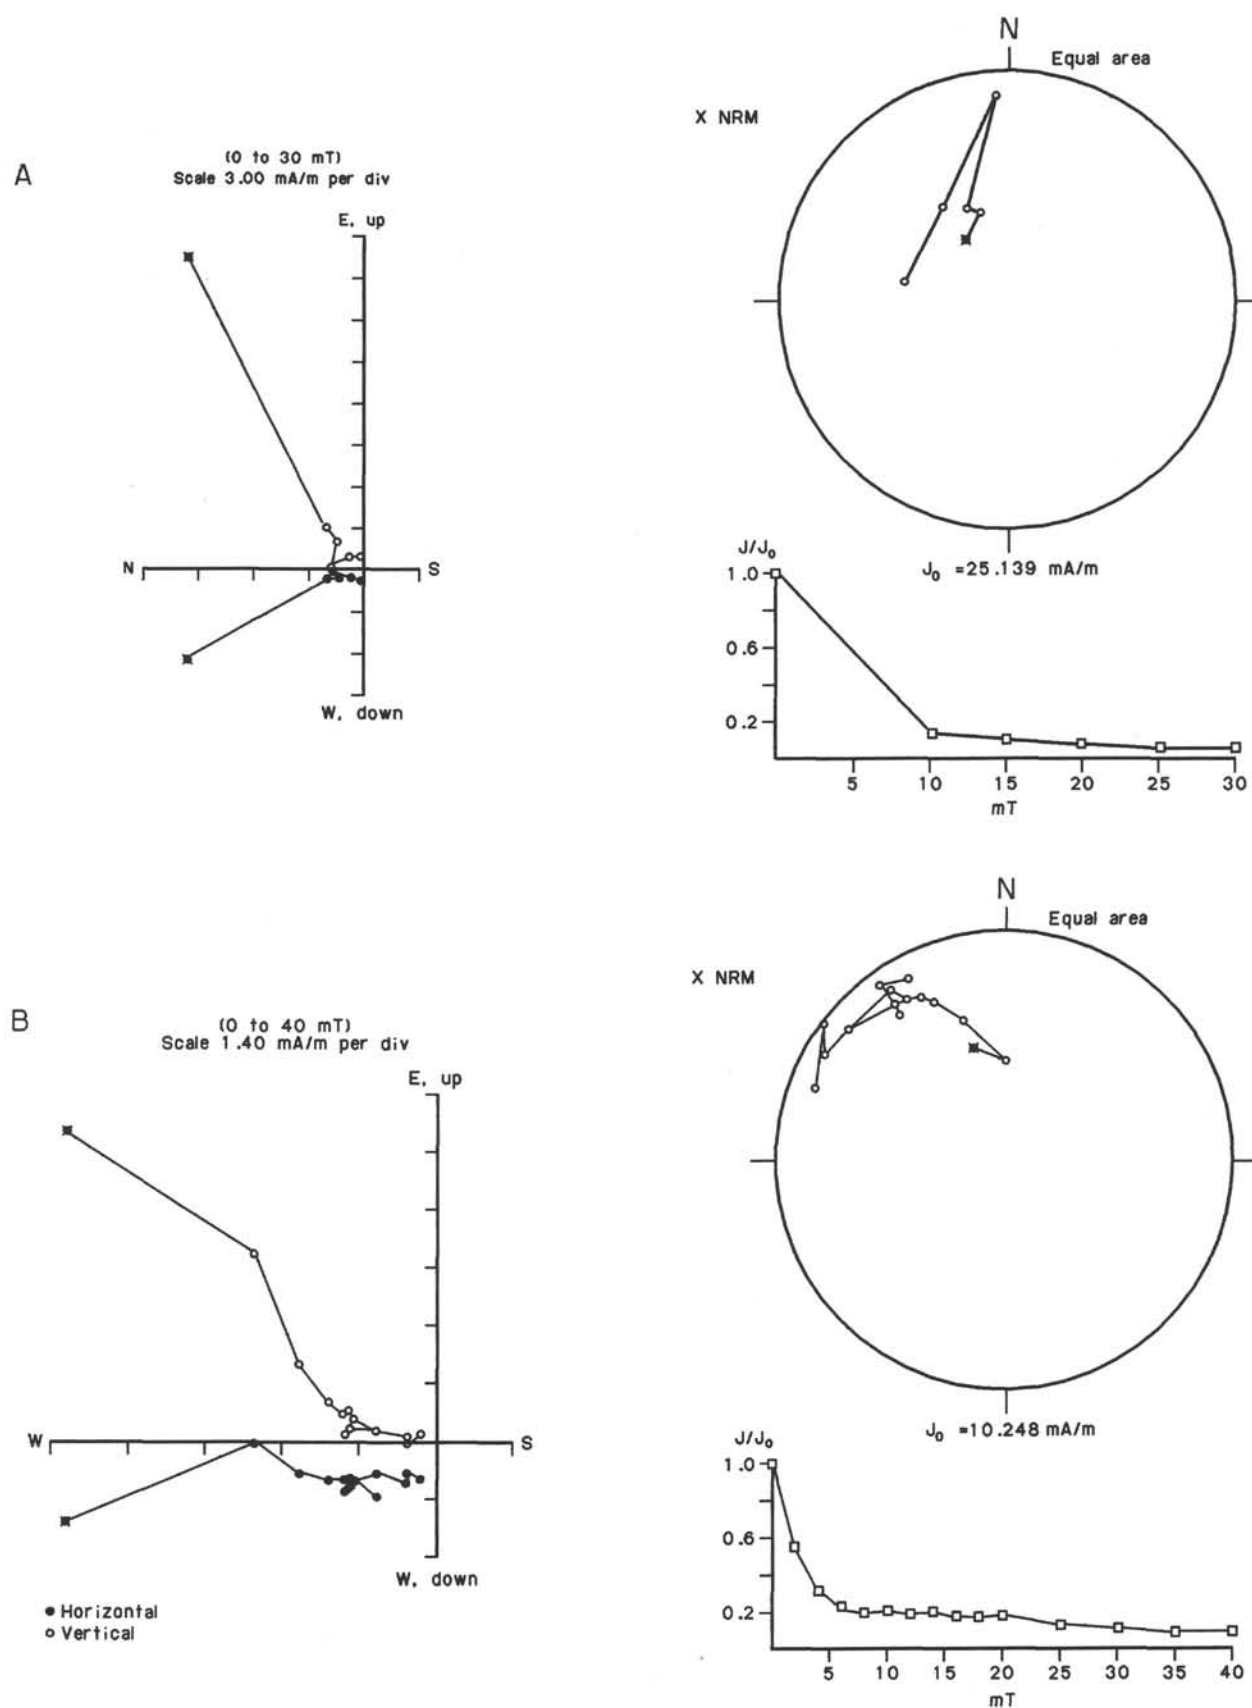 A
(0 to 30 mT)
Scale 3.00 mA/m per div
E, up
N
S
W, down
N
Equal area
X NRM
J₀ =25.139 mA/m
J/J₀
1.0
0.6
0.2
5 10 15 20 25 30
mT
B
(0 to 40 mT)
Scale 1.40 mA/m per div
E, up
W
S
W, down
● Horizontal
○ Vertical
N
Equal area
X NRM
J₀ =10.248 mA/m
J/J₀
1.0
0.6
0.2
5 10 15 20 25 30 35 40
mT